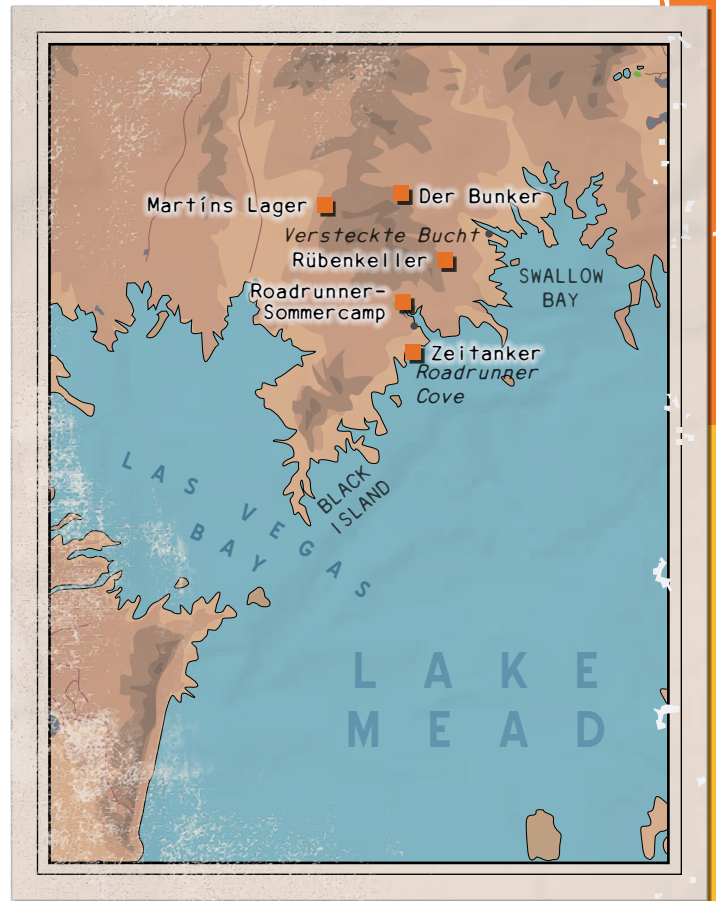 Der Bunker
Martíns Lager
Versteckte Bucht
Rübenkeller
SWALLOW
BAY
Roadrunner-
Sommercamp
Zeitanker
Roadrunner
Cove
BLACK
ISLAND
LAS VEGAS
BAY
LAKE
MEAD